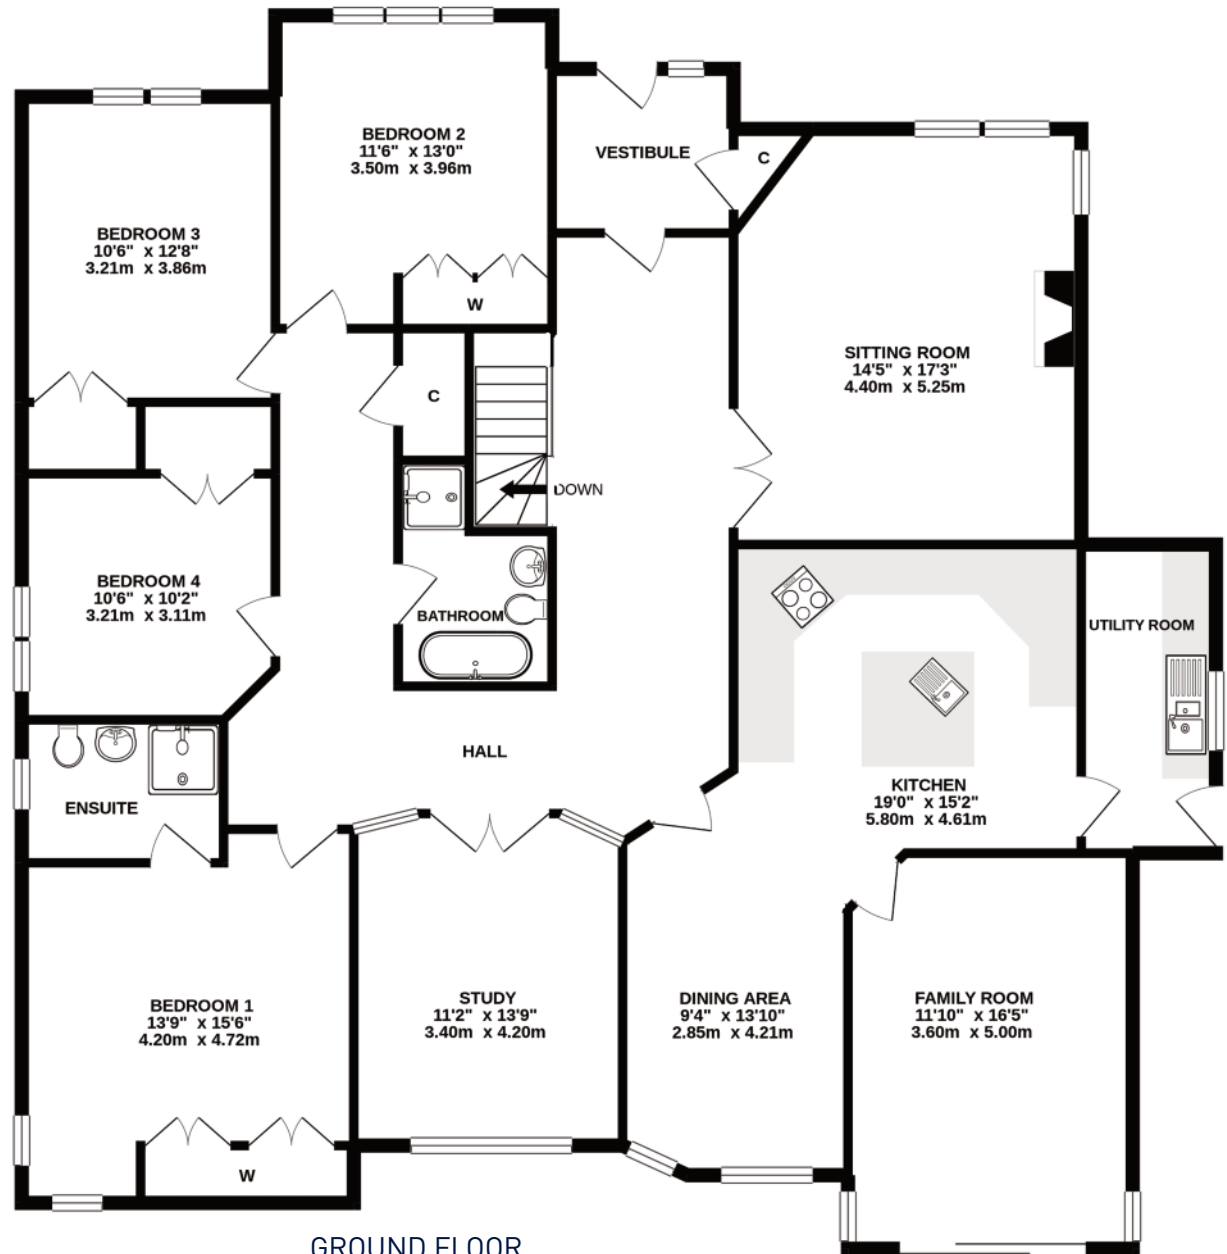 BEDROOM 2
11'6" x 13'0"
3.50m x 3.96m
VESTIBULE
C
BEDROOM 3
10'6" x 12'8"
3.21m x 3.86m
W
SITTING ROOM
14'5" x 17'3"
4.40m x 5.25m
C
DOWN
BEDROOM 4
10'6" x 10'2"
3.21m x 3.11m
BATHROOM
UTILITY ROOM
HALL
ENSUITE
KITCHEN
19'0" x 15'2"
5.80m x 4.61m
BEDROOM 1
13'9" x 15'6"
4.20m x 4.72m
STUDY
11'2" x 13'9"
3.40m x 4.20m
DINING AREA
9'4" x 13'10"
2.85m x 4.21m
FAMILY ROOM
11'10" x 16'5"
3.60m x 5.00m
W
GROUND FLOOR